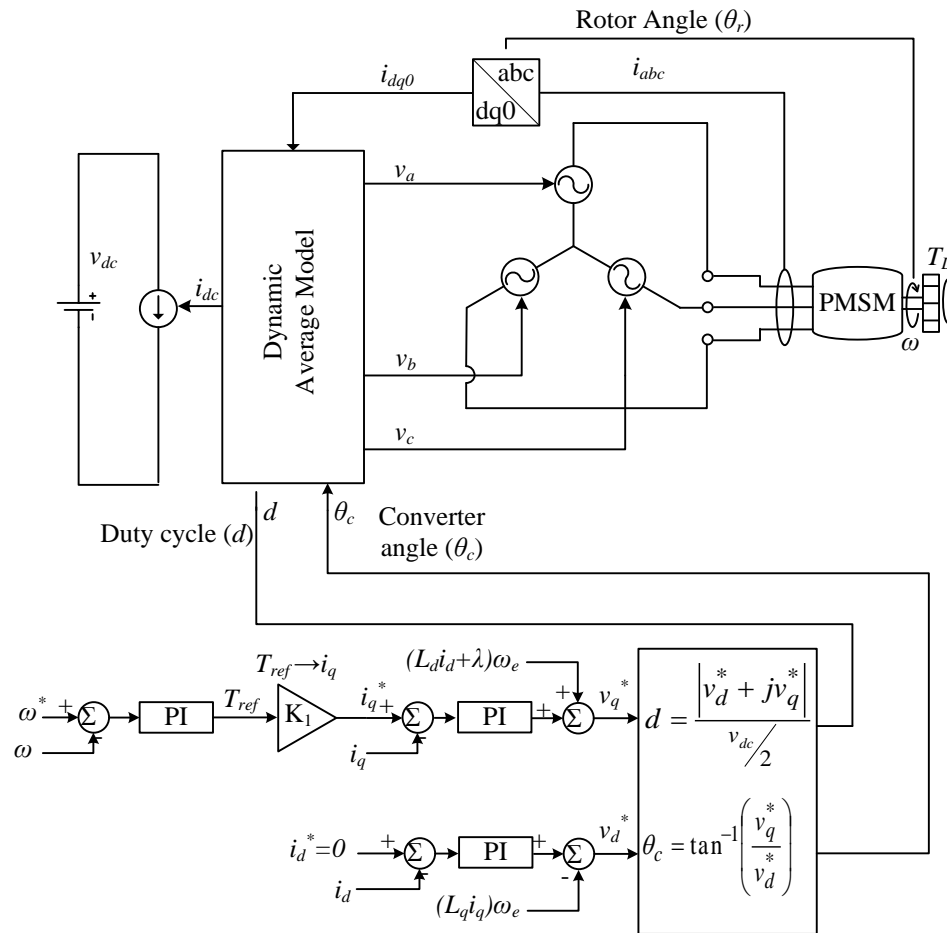 Rotor Angle (θr)
idq0
abc
dq0
iabc
va
vdc
idc
Dynamic
Average Model
TL
PMSM
ω
vb
vc
d
θc
Duty cycle (d)
Converter
angle (θc)
Tref→iq
(Ldid+λ)ωe
ω*
+
Σ
-
PI
Tref
K1
iq*
+
Σ
-
PI
+
+
Σ
vq*
d = |vd* + jvq*| / vdc/2
ω
iq
id*=0
+
Σ
-
PI
+
Σ
-
vd*
θc = tan-1(vq*/vd*)
id
(Lqiq)ωe